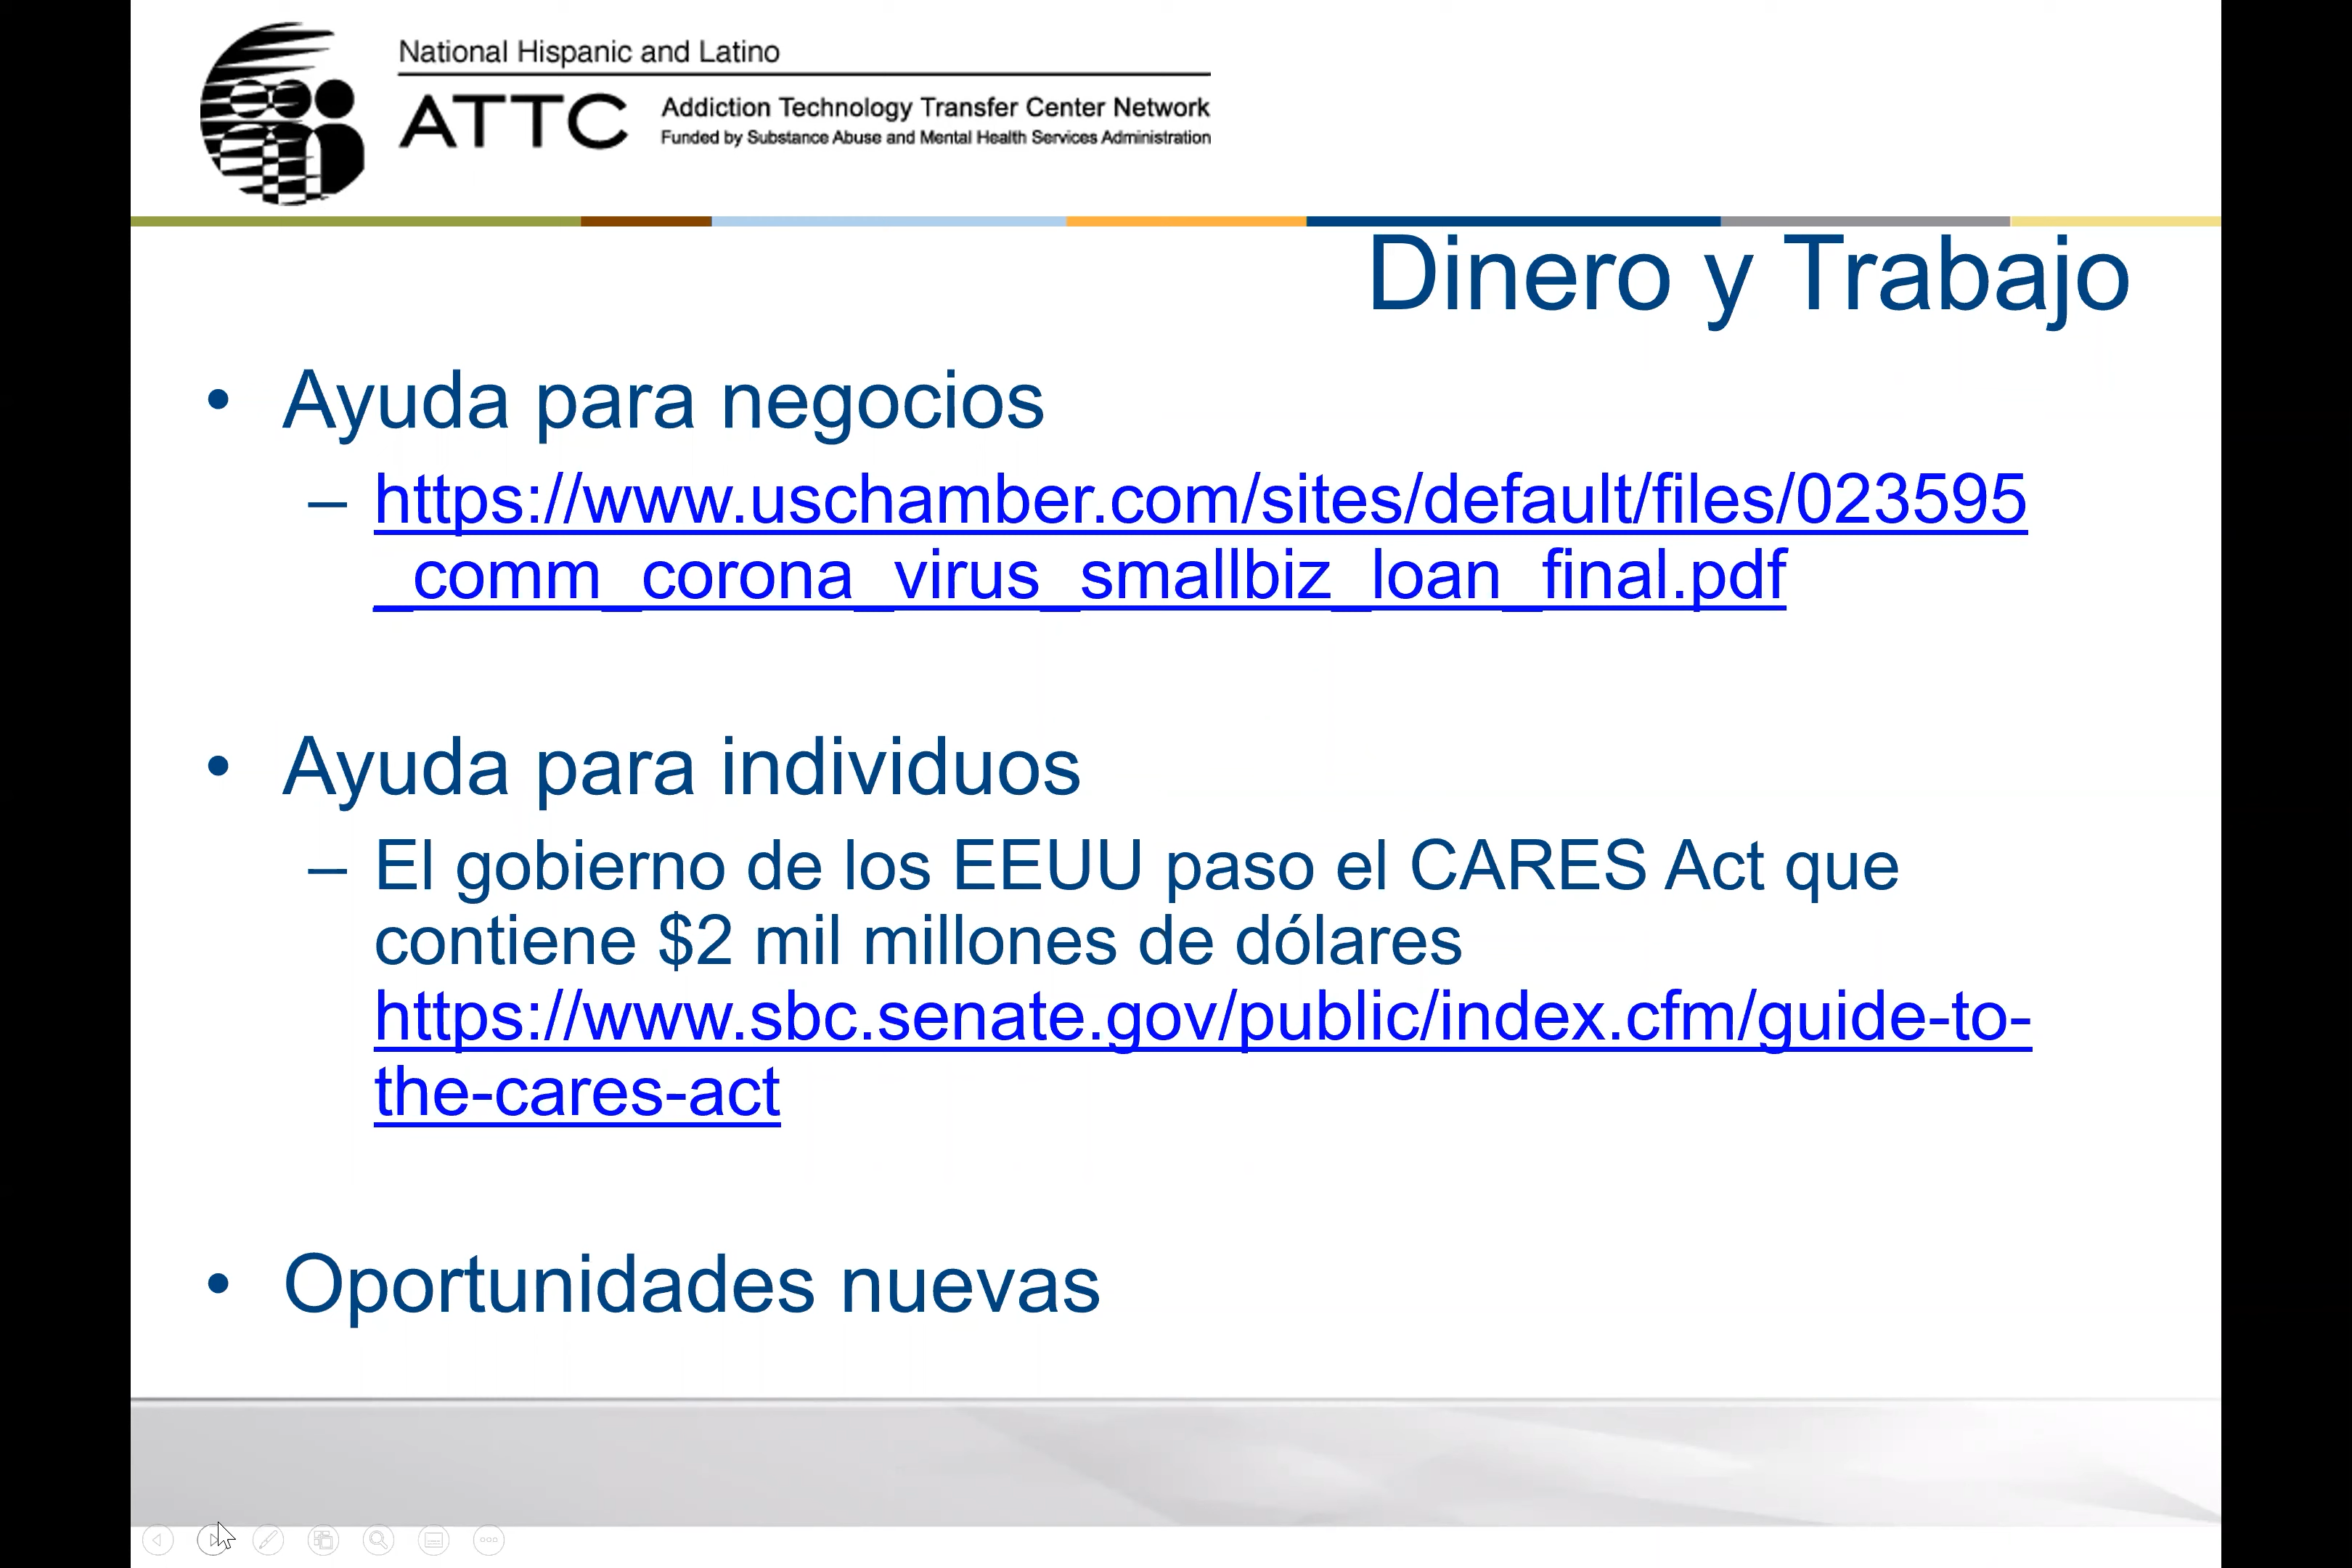 National Hispanic and Latino
ATTC
Addiction Technology Transfer Center Network
Funded by Substance Abuse and Mental Health Services Administration
Dinero y Trabajo
• Ayuda para negocios
– https://www.uschamber.com/sites/default/files/023595
_comm_corona_virus_smallbiz_loan_final.pdf
• Ayuda para individuos
– El gobierno de los EEUU paso el CARES Act que
contiene $2 mil millones de dólares
https://www.sbc.senate.gov/public/index.cfm/guide-to-
the-cares-act
• Oportunidades nuevas